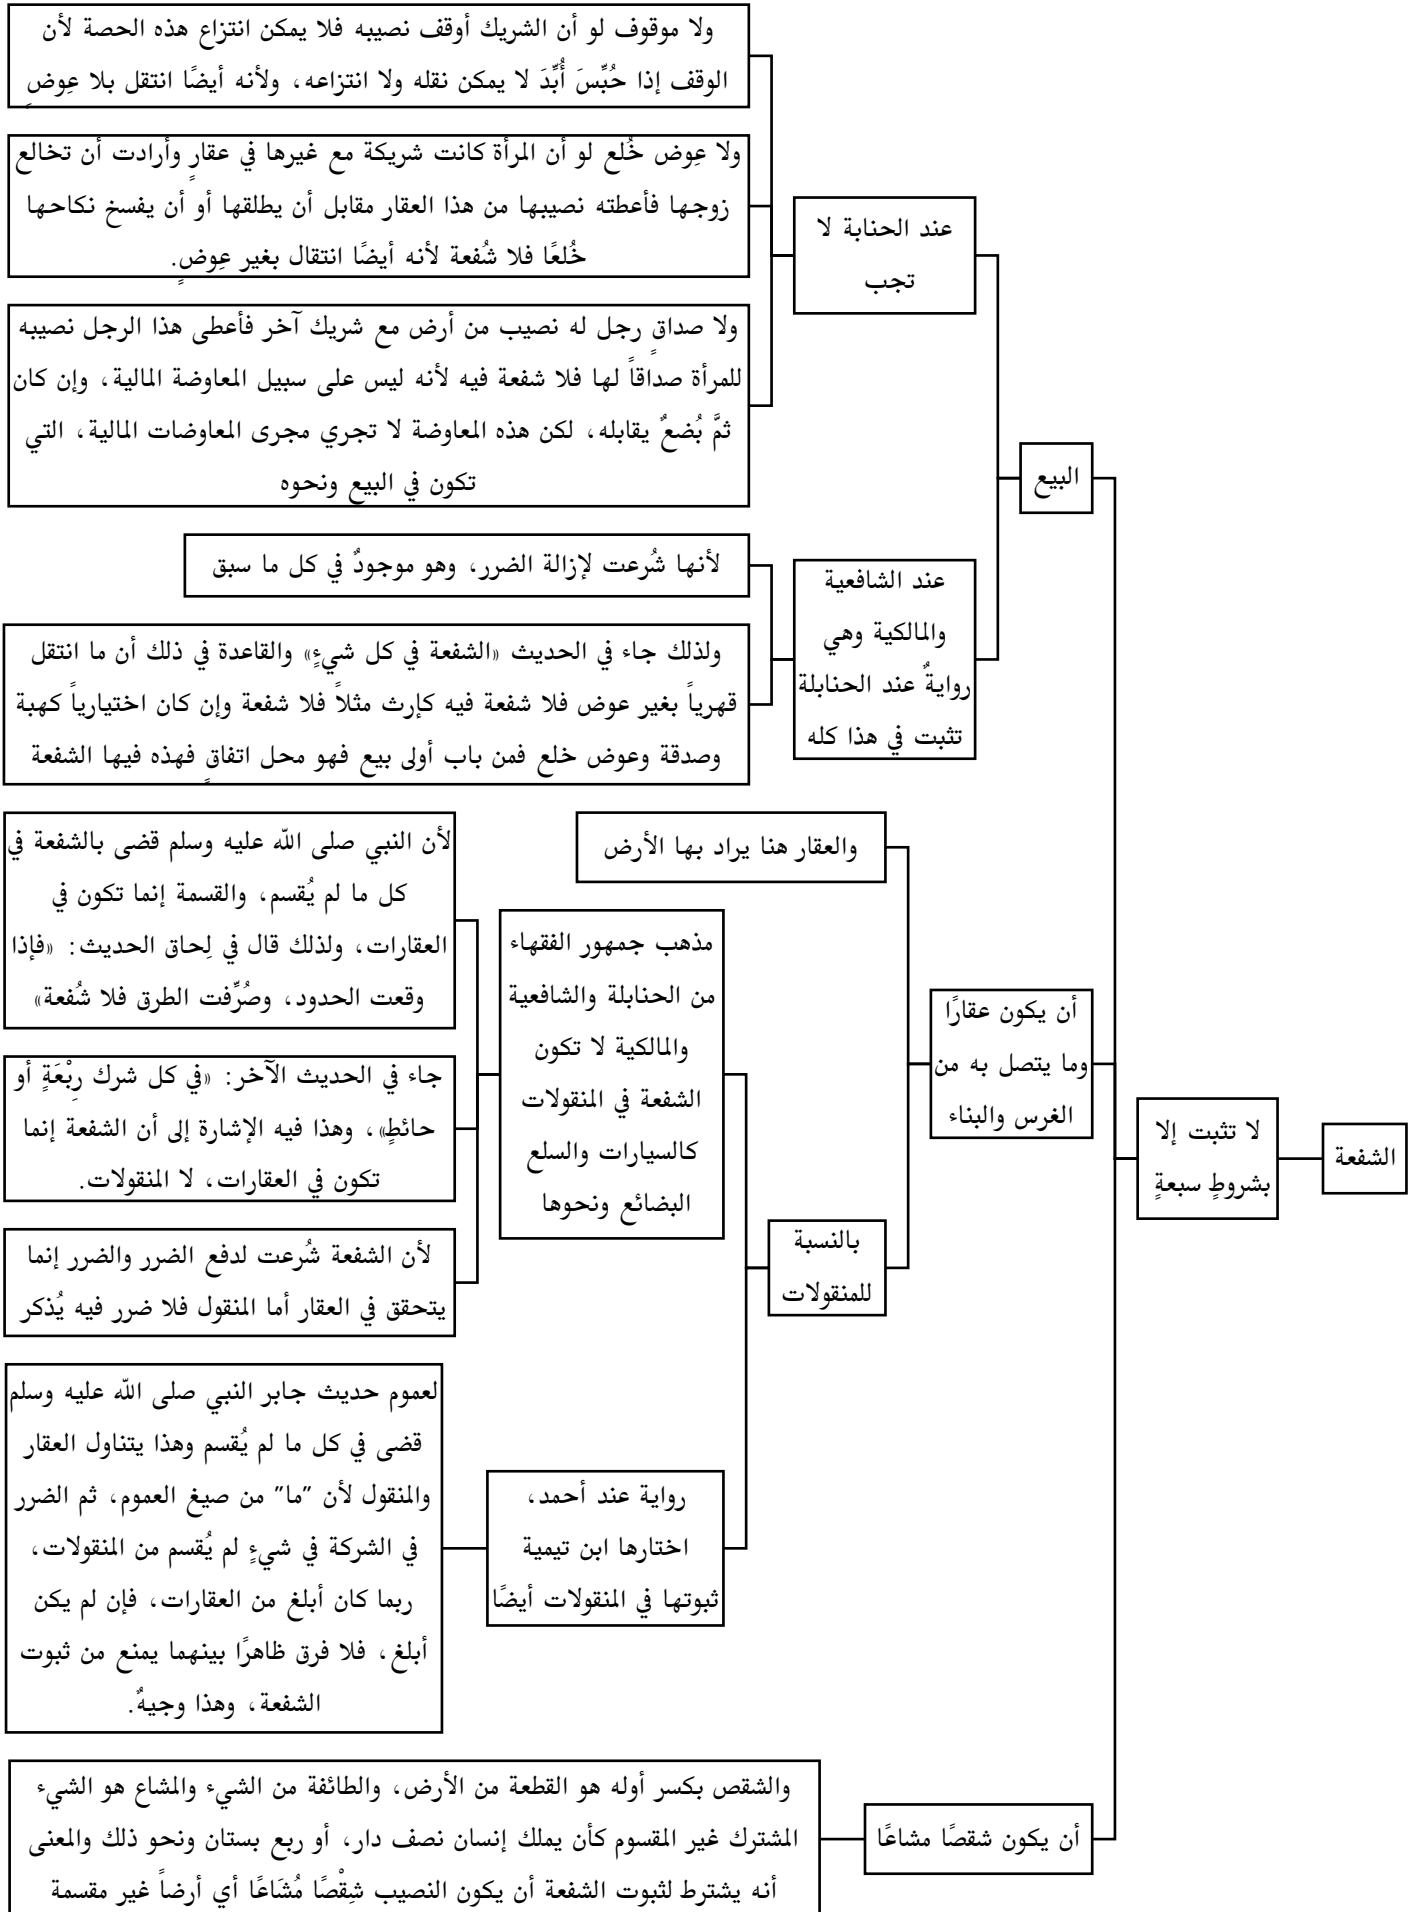 الشفعة
لا تثبت إلا
بشروطٍ سبعةٍ
البيع
عند الحنابة لا
تجب
ولا موقوف لو أن الشريك أوقف نصيبه فلا يمكن انتزاع هذه الحصة لأن
الوقف إذا حُبِّسَ أُبِّدَ لا يمكن نقله ولا انتزاعه، ولأنه أيضًا انتقل بلا عِوضٍ
ولا عِوض خُلع لو أن المرأة كانت شريكة مع غيرها في عقارٍ وأرادت أن تخالع
زوجها فأعطته نصيبها من هذا العقار مقابل أن يطلقها أو أن يفسخ نكاحها
خُلعًا فلا شُفعة لأنه أيضًا انتقال بغير عِوضٍ.
ولا صداقٍ رجل له نصيب من أرض مع شريك آخر فأعطى هذا الرجل نصيبه
للمرأة صداقاً لها فلا شفعة فيه لأنه ليس على سبيل المعاوضة المالية، وإن كان
ثمَّ بُضعٌ يقابله، لكن هذه المعاوضة لا تجري مجرى المعاوضات المالية، التي
تكون في البيع ونحوه
عند الشافعية
والمالكية وهي
روايةٌ عند الحنابلة
تثبت في هذا كله
لأنها شُرعت لإزالة الضرر، وهو موجودٌ في كل ما سبق
ولذلك جاء في الحديث «الشفعة في كل شيءٍ» والقاعدة في ذلك أن ما انتقل
قهرياً بغير عوض فلا شفعة فيه كإرث مثلاً فلا شفعة وإن كان اختيارياً كهبة
وصدقة وعوض خلع فمن باب أولى بيع فهو محل اتفاقٍ فهذه فيها الشفعة
أن يكون عقارًا
وما يتصل به من
الغرس والبناء
والعقار هنا يراد بها الأرض
بالنسبة
للمنقولات
مذهب جمهور الفقهاء
من الحنابلة والشافعية
والمالكية لا تكون
الشفعة في المنقولات
كالسيارات والسلع
البضائع ونحوها
لأن النبي صلى الله عليه وسلم قضى بالشفعة في
كل ما لم يُقسم، والقسمة إنما تكون في
العقارات، ولذلك قال في لِحاق الحديث: «فإذا
وقعت الحدود، وصُرِّفت الطرق فلا شُفعة»
جاء في الحديث الآخر: «في كل شرك رِبْعَةٍ أو
حائطٍ»، وهذا فيه الإشارة إلى أن الشفعة إنما
تكون في العقارات، لا المنقولات.
لأن الشفعة شُرعت لدفع الضرر والضرر إنما
يتحقق في العقار أما المنقول فلا ضرر فيه يُذكر
رواية عند أحمد،
اختارها ابن تيمية
ثبوتها في المنقولات أيضًا
لعموم حديث جابر النبي صلى الله عليه وسلم
قضى في كل ما لم يُقسم وهذا يتناول العقار
والمنقول لأن "ما" من صيغ العموم، ثم الضرر
في الشركة في شيءٍ لم يُقسم من المنقولات،
ربما كان أبلغ من العقارات، فإن لم يكن
أبلغ، فلا فرق ظاهرًا بينهما يمنع من ثبوت
الشفعة، وهذا وجيهٌ.
أن يكون شقصًا مشاعًا
والشقص بكسر أوله هو القطعة من الأرض، والطائفة من الشيء والمشاع هو الشيء
المشترك غير المقسوم كأن يملك إنسان نصف دار، أو ربع بستان ونحو ذلك والمعنى
أنه يشترط لثبوت الشفعة أن يكون النصيب شِقْصًا مُشَاعًا أي أرضاً غير مقسمة